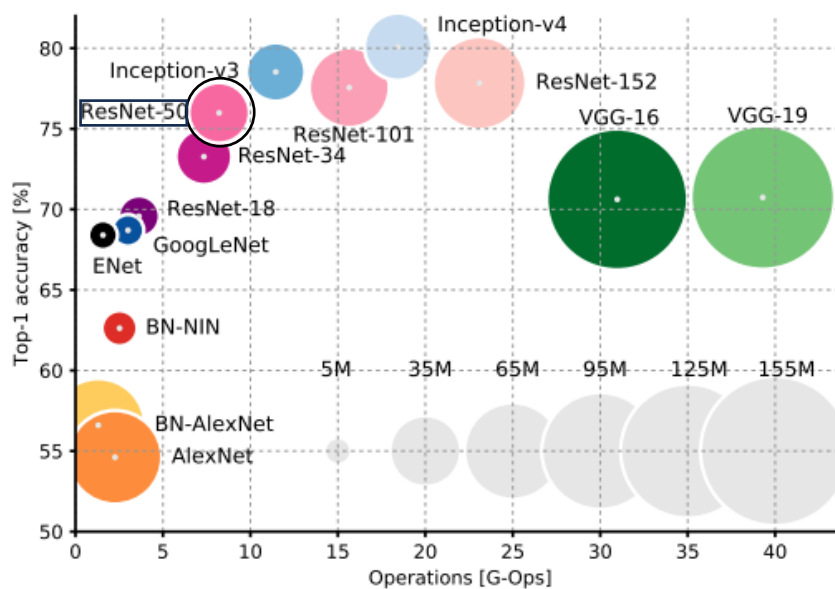 Top-1 accuracy [%]
80
75
70
65
60
55
50
Inception-v4
Inception-v3
ResNet-152
ResNet-50
VGG-16
VGG-19
ResNet-101
ResNet-34
ResNet-18
GoogLeNet
ENet
BN-NIN
5M 35M 65M 95M 125M 155M
BN-AlexNet
AlexNet
0 5 10 15 20 25 30 35 40
Operations [G-Ops]